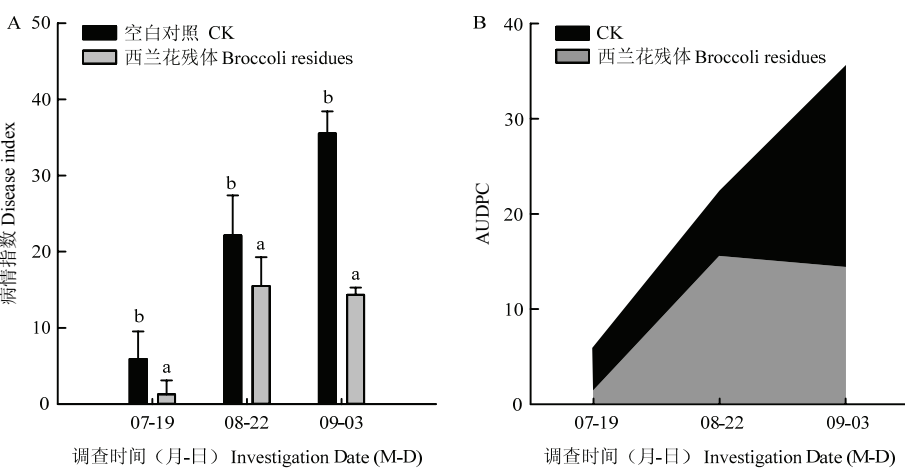 A
50
40
30
20
10
0
病情指数 Disease index
空白对照 CK
西兰花残体 Broccoli residues
b
a
b
a
b
a
07-19
08-22
09-03
调查时间（月-日）Investigation Date (M-D)
B
40
30
20
10
0
AUDPC
CK
西兰花残体 Broccoli residues
07-19
08-22
09-03
调查时间（月-日）Investigation Date (M-D)